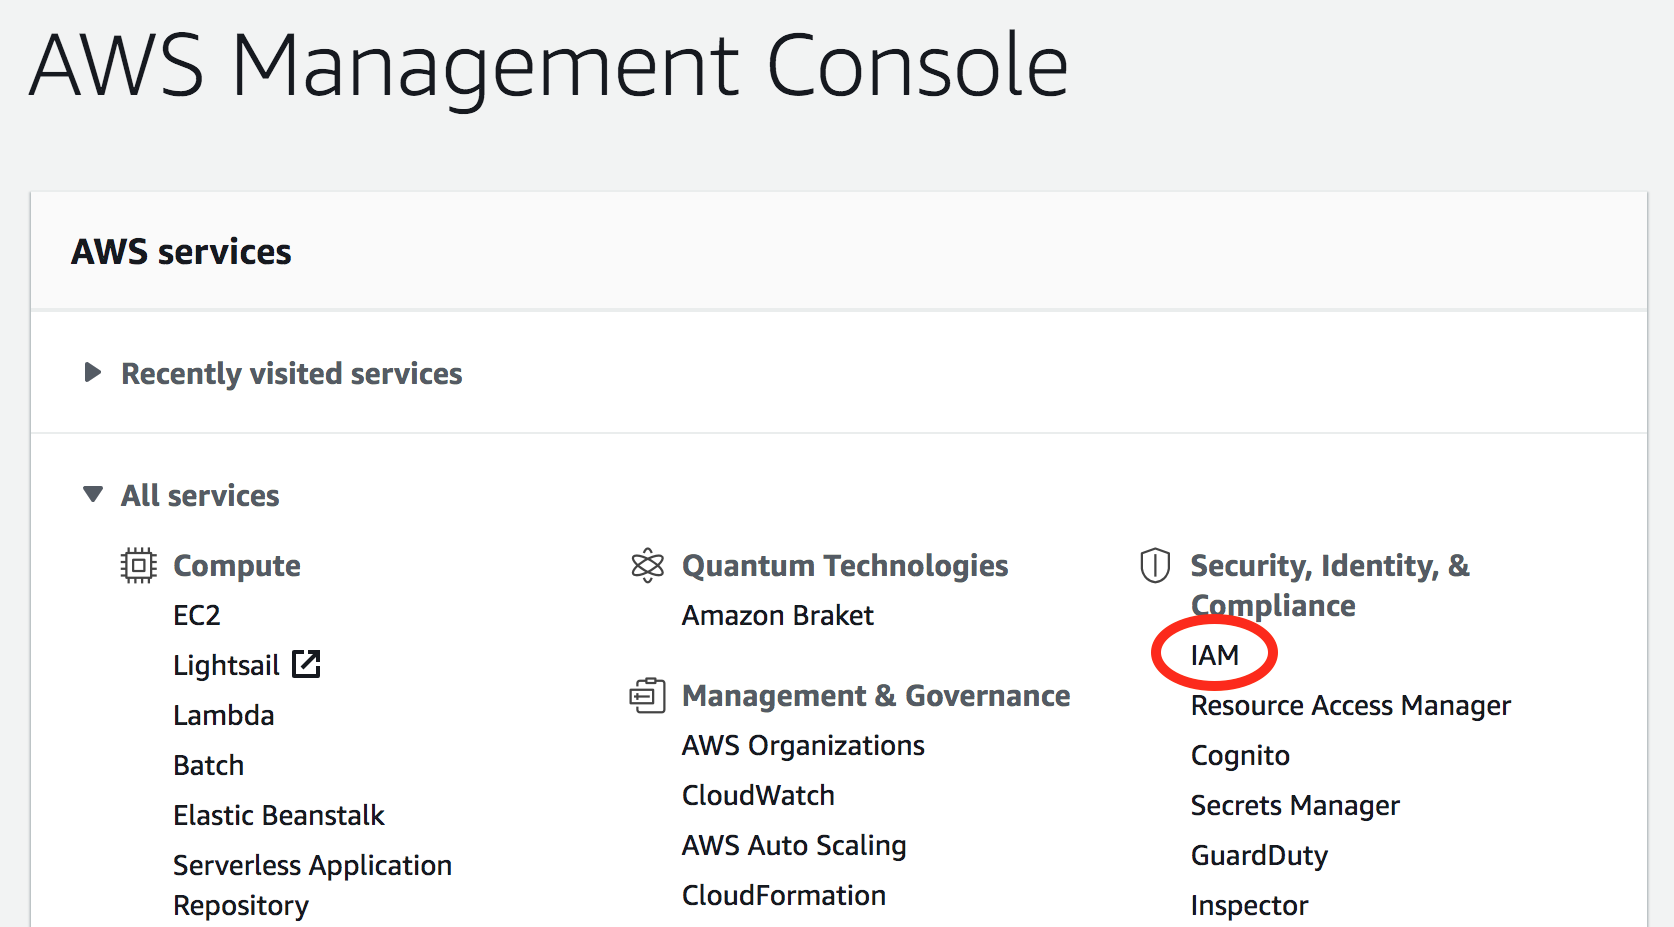 AWS Management Console
AWS services
Recently visited services
All services
Compute
EC2
Lightsail
Lambda
Batch
Elastic Beanstalk
Serverless Application
Repository
Quantum Technologies
Amazon Braket
Management & Governance
AWS Organizations
CloudWatch
AWS Auto Scaling
CloudFormation
Security, Identity, &
Compliance
IAM
Resource Access Manager
Cognito
Secrets Manager
GuardDuty
Inspector